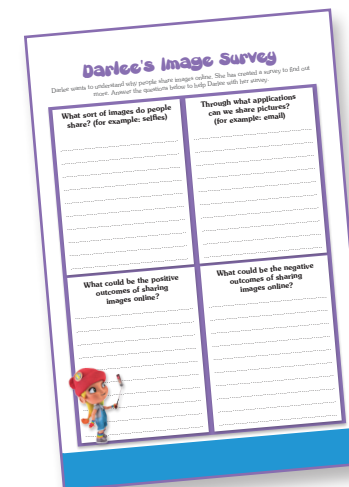 Darlee's Image Survey
Darlee wants to understand why people share images online. She has created a survey to find out
more. Answer the questions below to help Darlee with her survey.
What sort of images do people
share? (for example: selfies)
Through what applications
can we share pictures?
(for example: email)
What could be the positive
outcomes of sharing
images online?
What could be the negative
outcomes of sharing
images online?